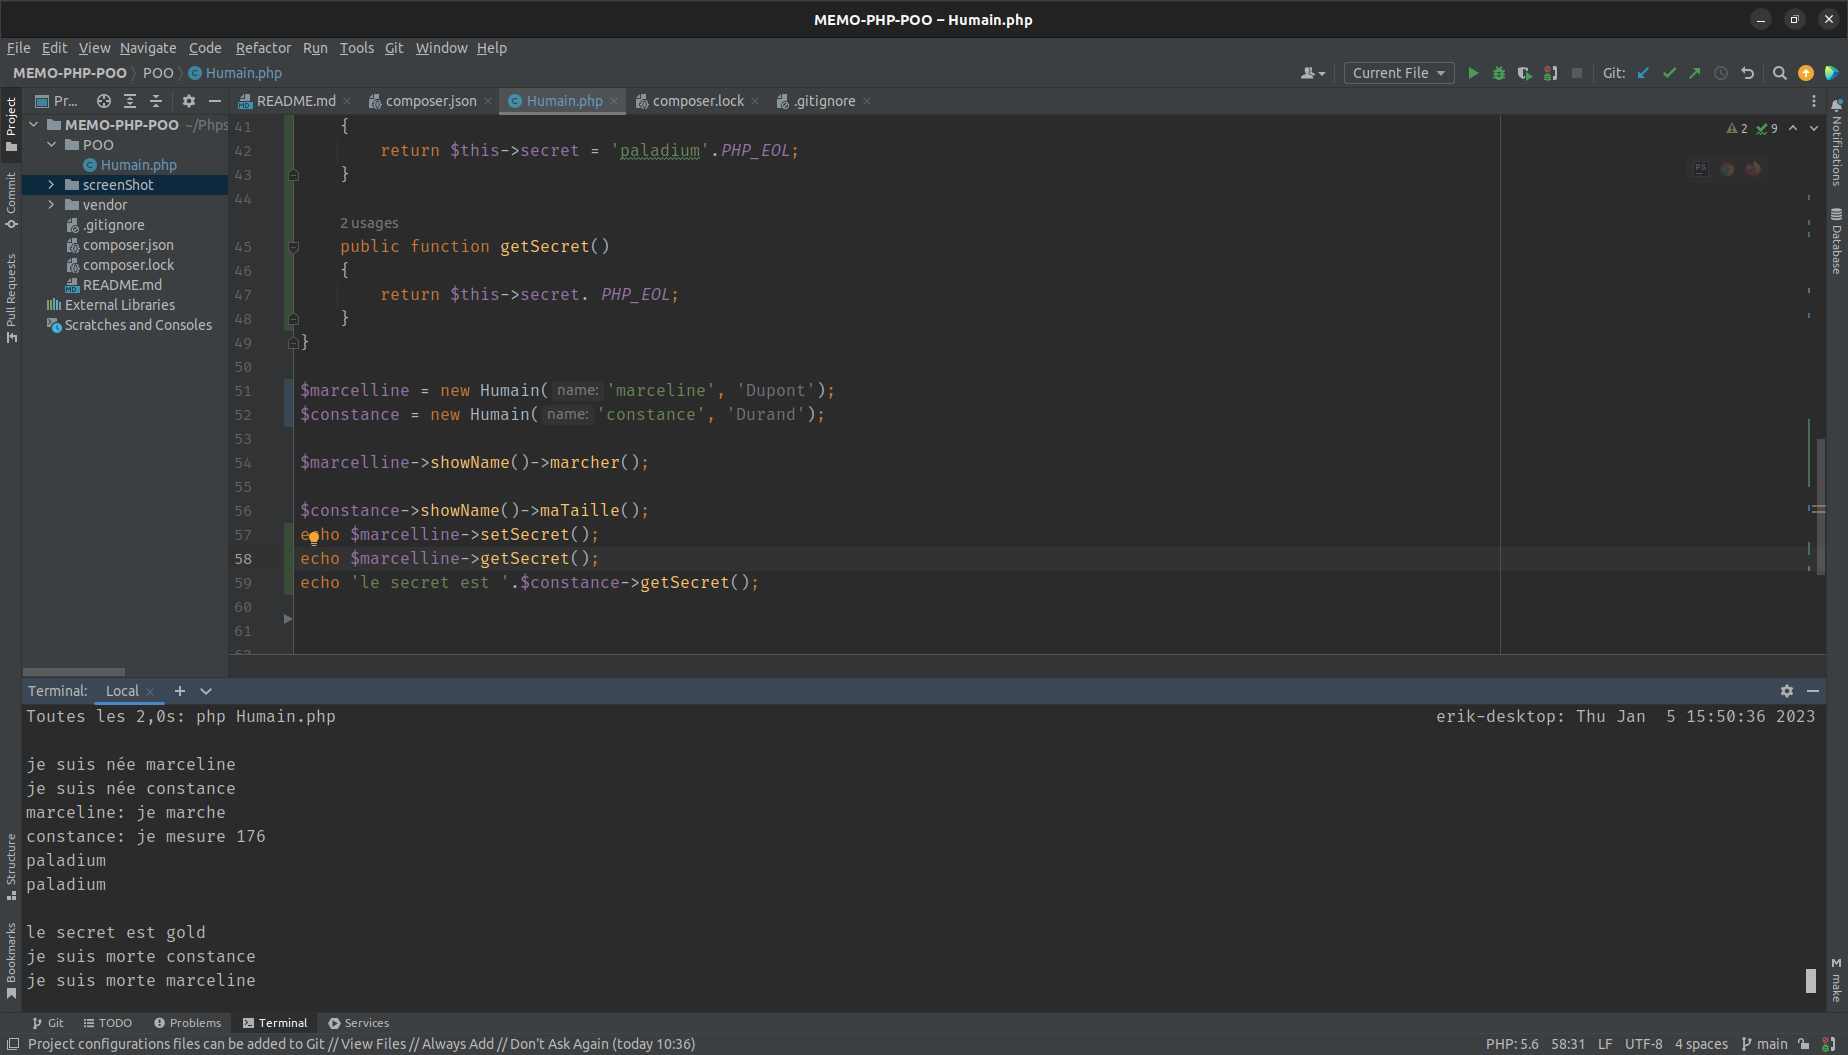 MEMO-PHP-POO – Humain.php
File Edit View Navigate Code Refactor Run Tools Git Window Help
MEMO-PHP-POO POO Humain.php
Current File
Git:
Pr...
README.md
composer.json
Humain.php
composer.lock
.gitignore
Project
Commit
Pull Requests
Structure
Bookmarks
MEMO-PHP-POO ~/Phps
POO
Humain.php
screenShot
vendor
.gitignore
composer.json
composer.lock
README.md
External Libraries
Scratches and Consoles
2 9
41 {
42 return $this->secret = 'paladium'.PHP_EOL;
43 }
44
2 usages
45 public function getSecret()
46 {
47 return $this->secret. PHP_EOL;
48 }
49 }
50
51 $marcelline = new Humain( name: 'marceline', 'Dupont');
52 $constance = new Humain( name: 'constance', 'Durand');
53
54 $marcelline->showName()->marcher();
55
56 $constance->showName()->maTaille();
57 echo $marcelline->setSecret();
58 echo $marcelline->getSecret();
59 echo 'le secret est '.$constance->getSecret();
60
61
62
Notifications
Database
make
Terminal: Local
Toutes les 2,0s: php Humain.php erik-desktop: Thu Jan 5 15:50:36 2023
je suis née marceline
je suis née constance
marceline: je marche
constance: je mesure 176
paladium
paladium
le secret est gold
je suis morte constance
je suis morte marceline
Git TODO Problems Terminal Services
Project configurations files can be added to Git // View Files // Always Add // Don't Ask Again (today 10:36)
PHP: 5.6 58:31 LF UTF-8 4 spaces main